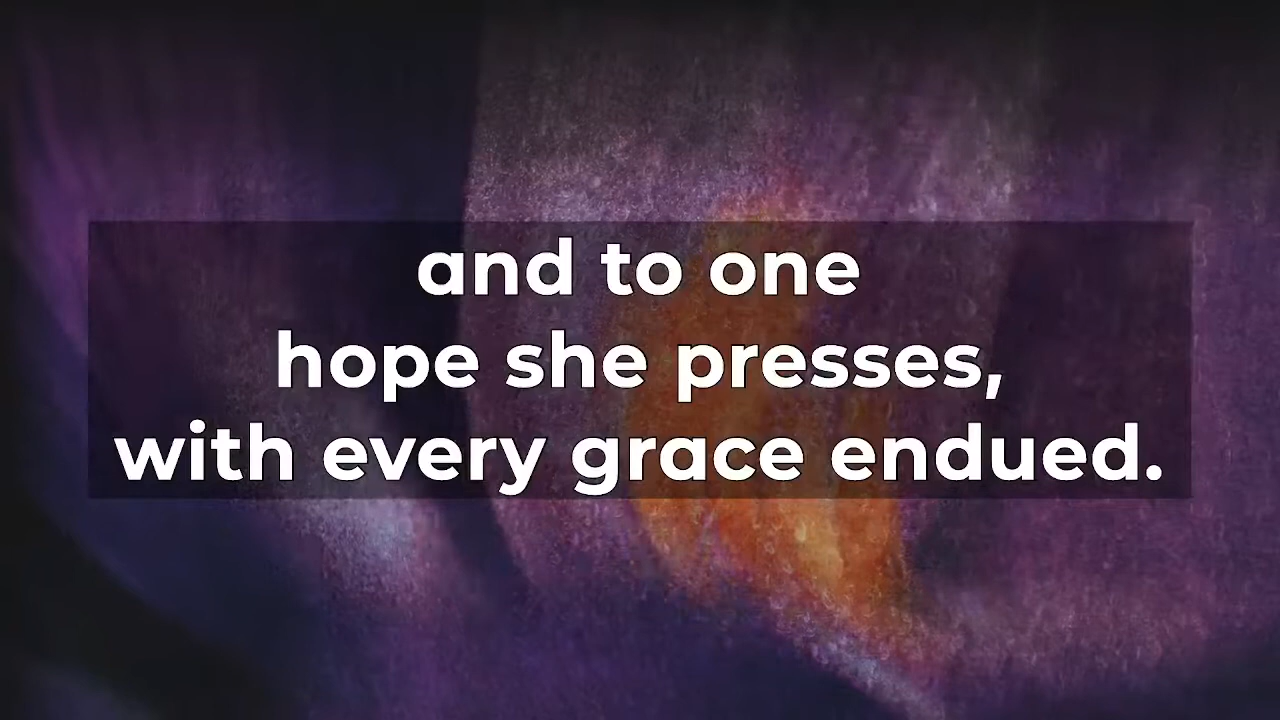 and to one
hope she presses,
with every grace endued.